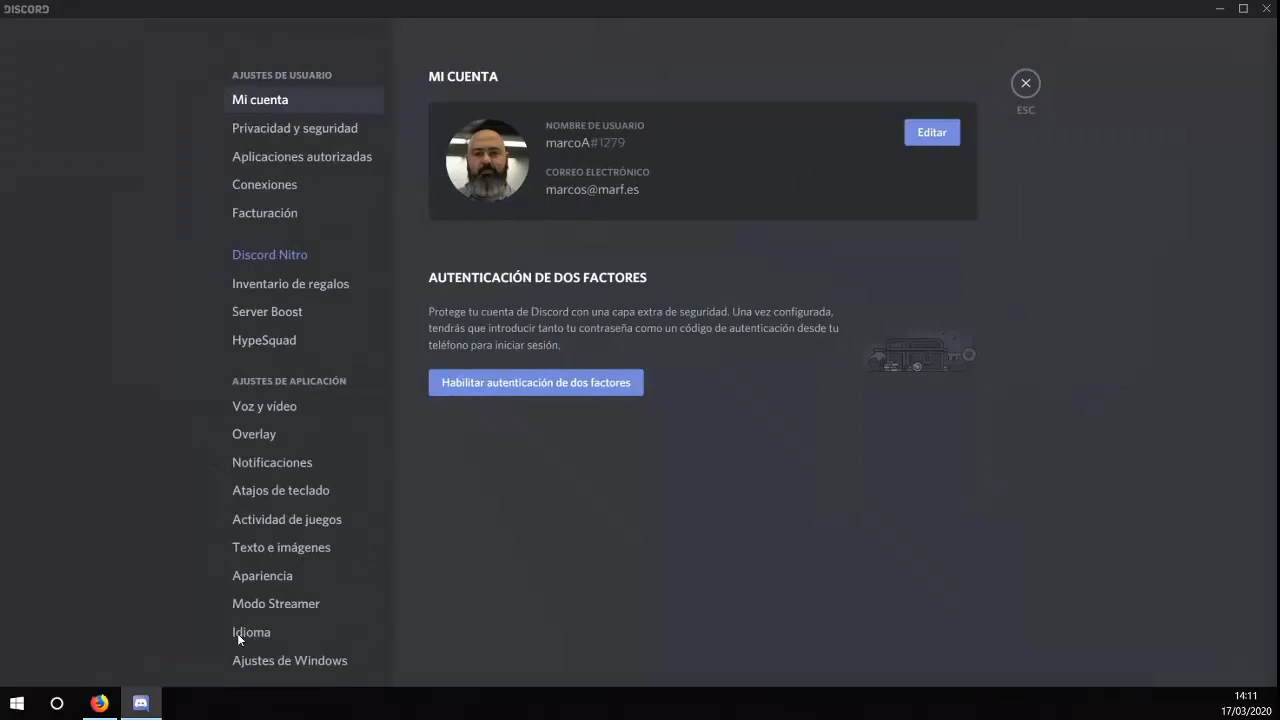 DISCORD
AJUSTES DE USUARIO
Mi cuenta
Privacidad y seguridad
Aplicaciones autorizadas
Conexiones
Facturación
Discord Nitro
Inventario de regalos
Server Boost
HypeSquad
AJUSTES DE APLICACIÓN
Voz y vídeo
Overlay
Notificaciones
Atajos de teclado
Actividad de juegos
Texto e imágenes
Apariencia
Modo Streamer
Idioma
Ajustes de Windows
MI CUENTA
NOMBRE DE USUARIO
marcoA#1279
CORREO ELECTRÓNICO
marcos@marf.es
Editar
ESC
AUTENTICACIÓN DE DOS FACTORES
Protege tu cuenta de Discord con una capa extra de seguridad. Una vez configurada,
tendrás que introducir tanto tu contraseña como un código de autenticación desde tu
teléfono para iniciar sesión.
Habilitar autenticación de dos factores
14:11
17/03/2020